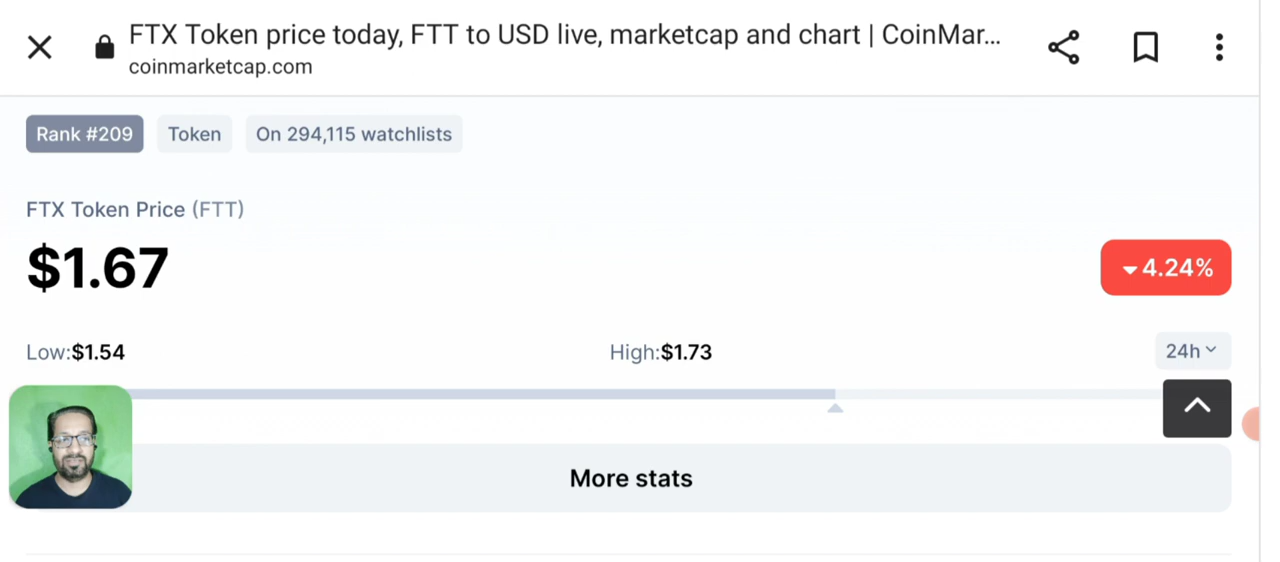 FTX Token price today, FTT to USD live, marketcap and chart | CoinMar...
coinmarketcap.com
Rank #209 Token On 294,115 watchlists
FTX Token Price (FTT)
$1.67 4.24%
Low:$1.54 High:$1.73 24h
More stats